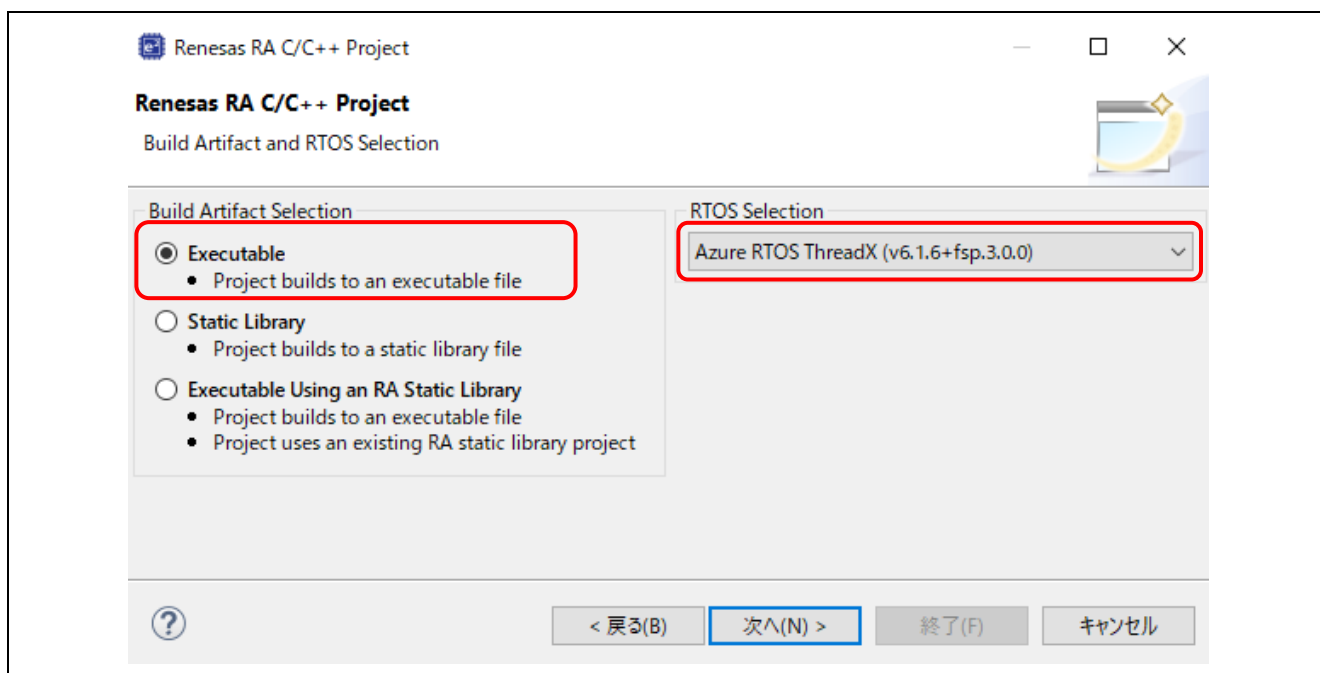 Renesas RA C/C++ Project
Renesas RA C/C++ Project
Build Artifact and RTOS Selection
Build Artifact Selection
Executable
• Project builds to an executable file
Static Library
• Project builds to a static library file
Executable Using an RA Static Library
• Project builds to an executable file
• Project uses an existing RA static library project
RTOS Selection
Azure RTOS ThreadX (v6.1.6+fsp.3.0.0)
< 戻る(B)
次へ(N) >
終了(F)
キャンセル